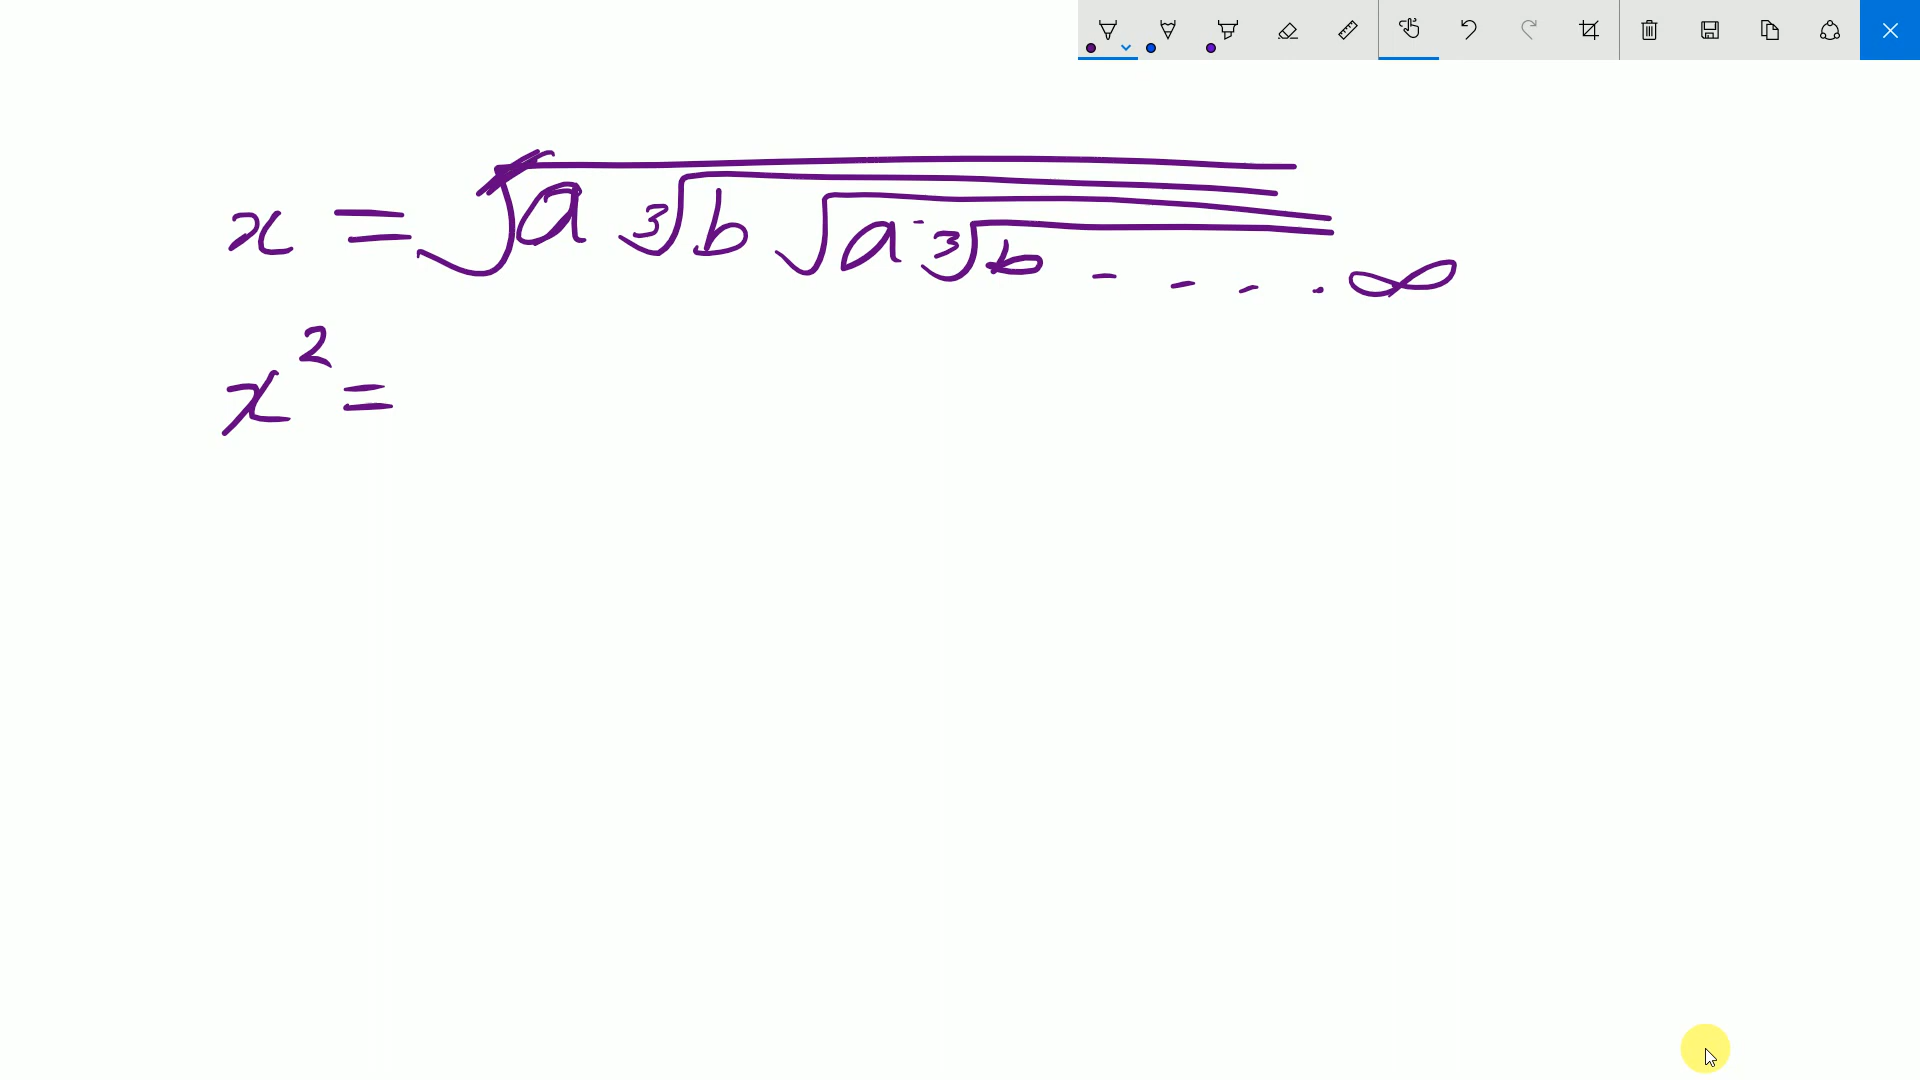 x = √a ∛b √a ∛b - - - . ∞
x² =